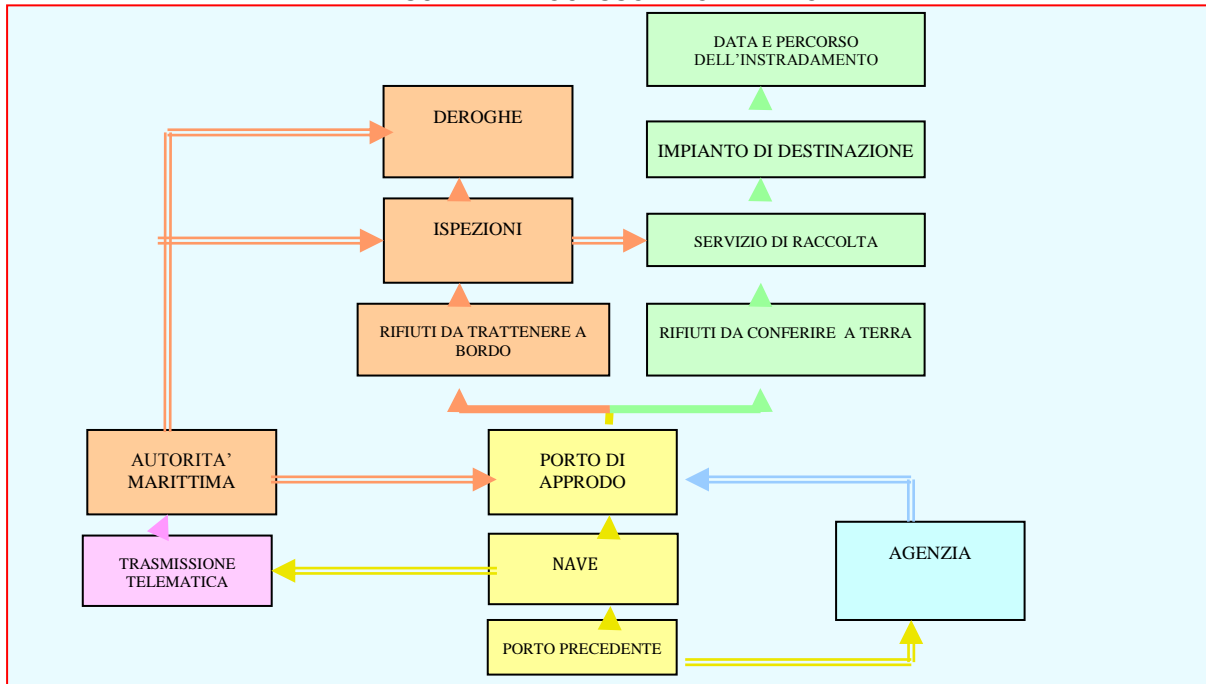 DATA E PERCORSO
DELL'INSTRADAMENTO
DEROGHE
IMPIANTO DI DESTINAZIONE
ISPEZIONI
SERVIZIO DI RACCOLTA
RIFIUTI DA TRATTENERE A
BORDO
RIFIUTI DA CONFERIRE A TERRA
AUTORITA'
MARITTIMA
PORTO DI
APPRODO
TRASMISSIONE
TELEMATICA
NAVE
AGENZIA
PORTO PRECEDENTE